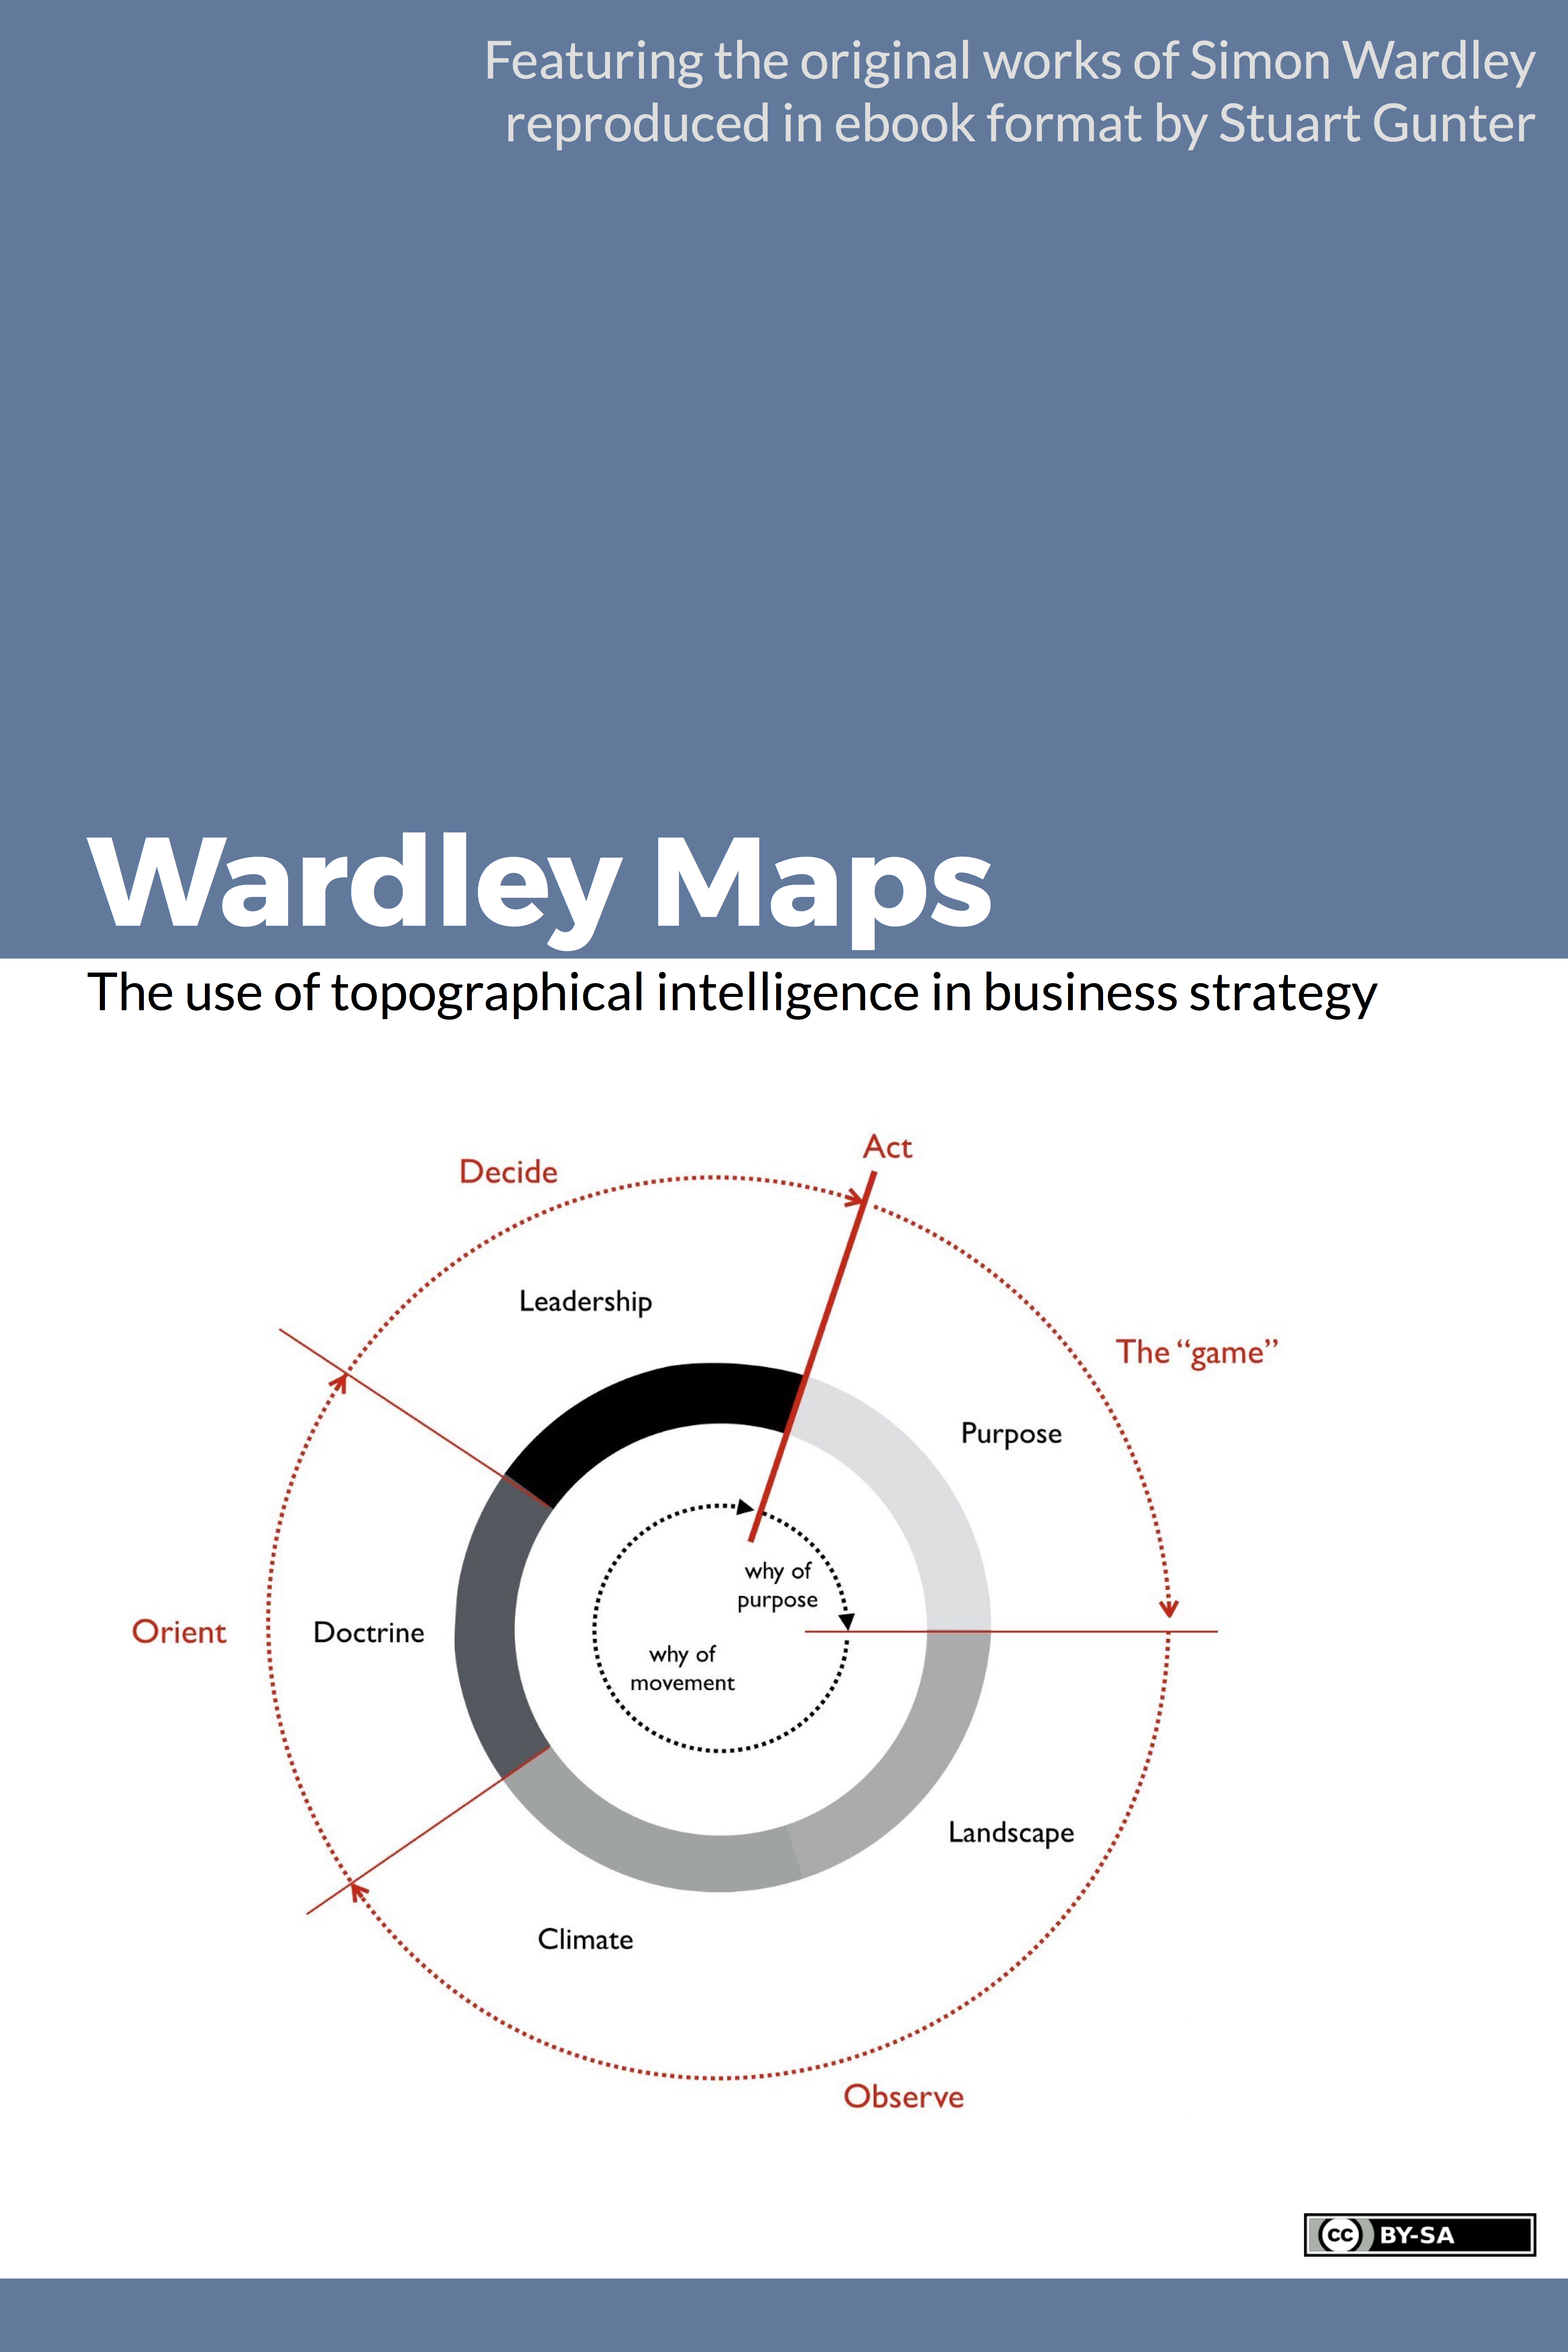 Featuring the original works of Simon Wardley
reproduced in ebook format by Stuart Gunter
Wardley Maps
The use of topographical intelligence in business strategy
Act
Decide
Leadership
The “game”
Purpose
why of
purpose
Orient
Doctrine
why of
movement
Landscape
Climate
Observe
cc BY-SA